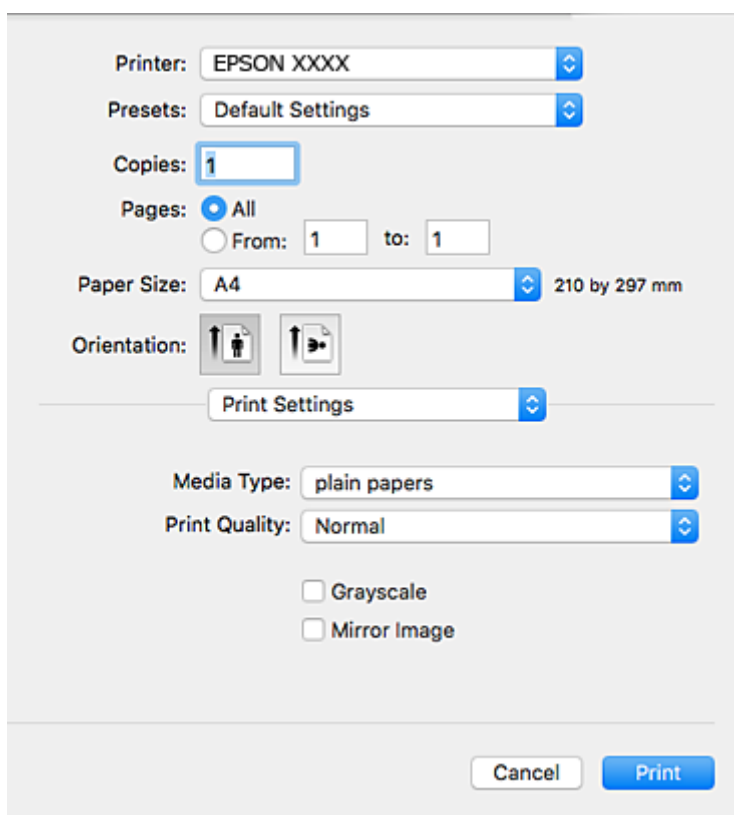 Printer: EPSON XXXX
Presets: Default Settings
Copies: 1
Pages: All
From: 1 to: 1
Paper Size: A4 210 by 297 mm
Orientation:
Print Settings
Media Type: plain papers
Print Quality: Normal
Grayscale
Mirror Image
Cancel Print